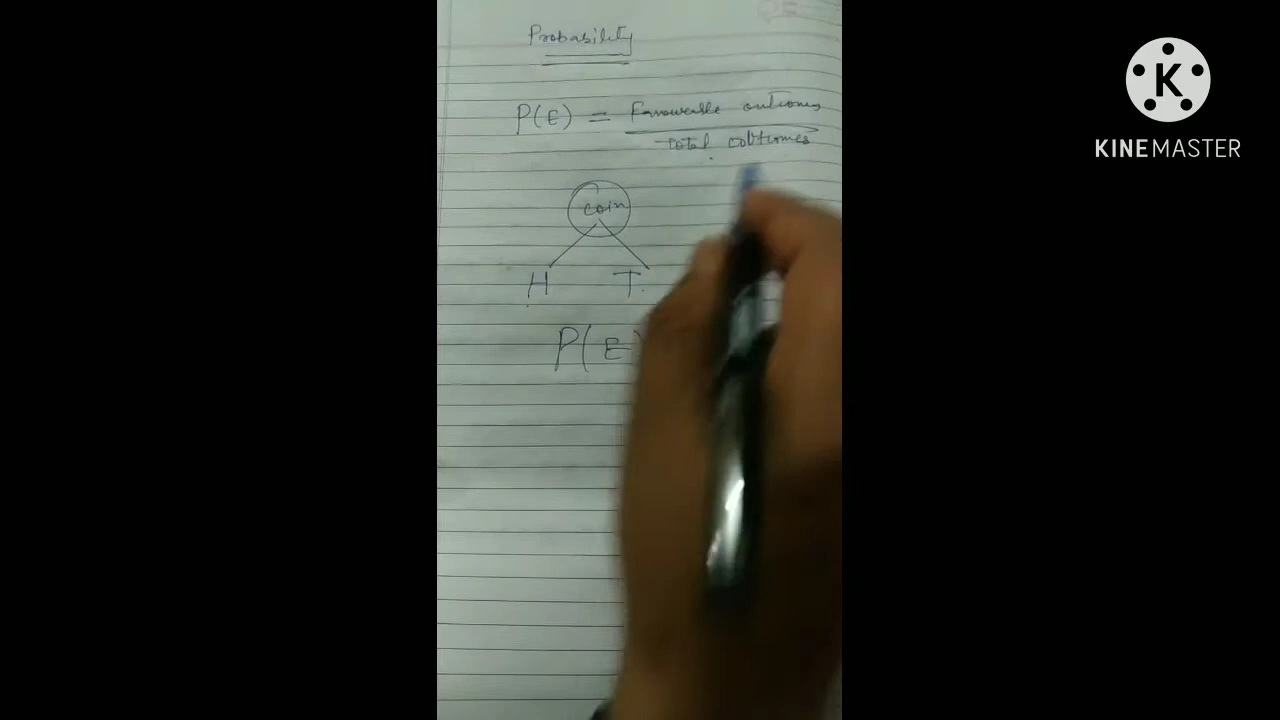 Probability
P(E) = Favourable outcomes
Total outcomes
coin
H T.
P(E)
KINEMASTER